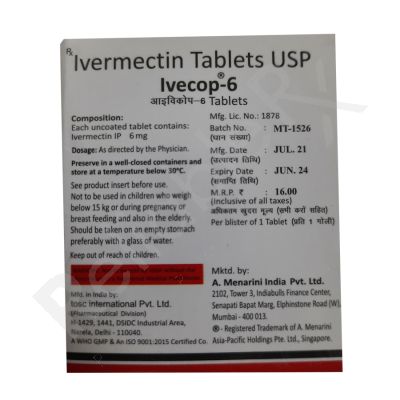 Rx Ivermectin Tablets USP
Ivecop®-6
आइविकोप-6 Tablets
Composition:
Each uncoated tablet contains:
Ivermectin IP 6 mg
Dosage: As directed by the Physician.
Preserve in a well-closed containers and
store at a temperature below 30°C.
See product insert before use.
Not to be used in children who weigh
below 15 kg or during pregnancy or
breast feeding and also in the elderly.
Should be taken on an empty stomach
preferably with a glass of water.
Keep out of reach of children.
Mfd. in India by:
tosc International Pvt. Ltd.
(Pharmaceutical Division)
-1429, 1441, DSIDC Industrial Area,
Narela, Delhi - 110040.
A WHO GMP & An ISO 9001:2015 Certified Co.
Mfg. Lic. No.: 1878
Batch No. : MT-1526
(घान संख्या)
Mfg. Date : JUL. 21
(उत्पादन तिथि)
Expiry Date : JUN. 24
(समाप्ति तिथि)
M.R.P. ₹ : 16.00
(Inclusive of all taxes)
अधिकतम खुदरा मूल्य (सभी करों सहित)
Per blister of 1 Tablet (प्रति 1 गोली)
Mktd. by:
A. Menarini India Pvt. Ltd.
2102, Tower 3, Indiabulls Finance Center,
Senapati Bapat Marg, Elphinstone Road (W),
Mumbai - 400 013.
®- Registered Trademark of A. Menarini
Asia-Pacific Holdings Pte. Ltd., Singapore.